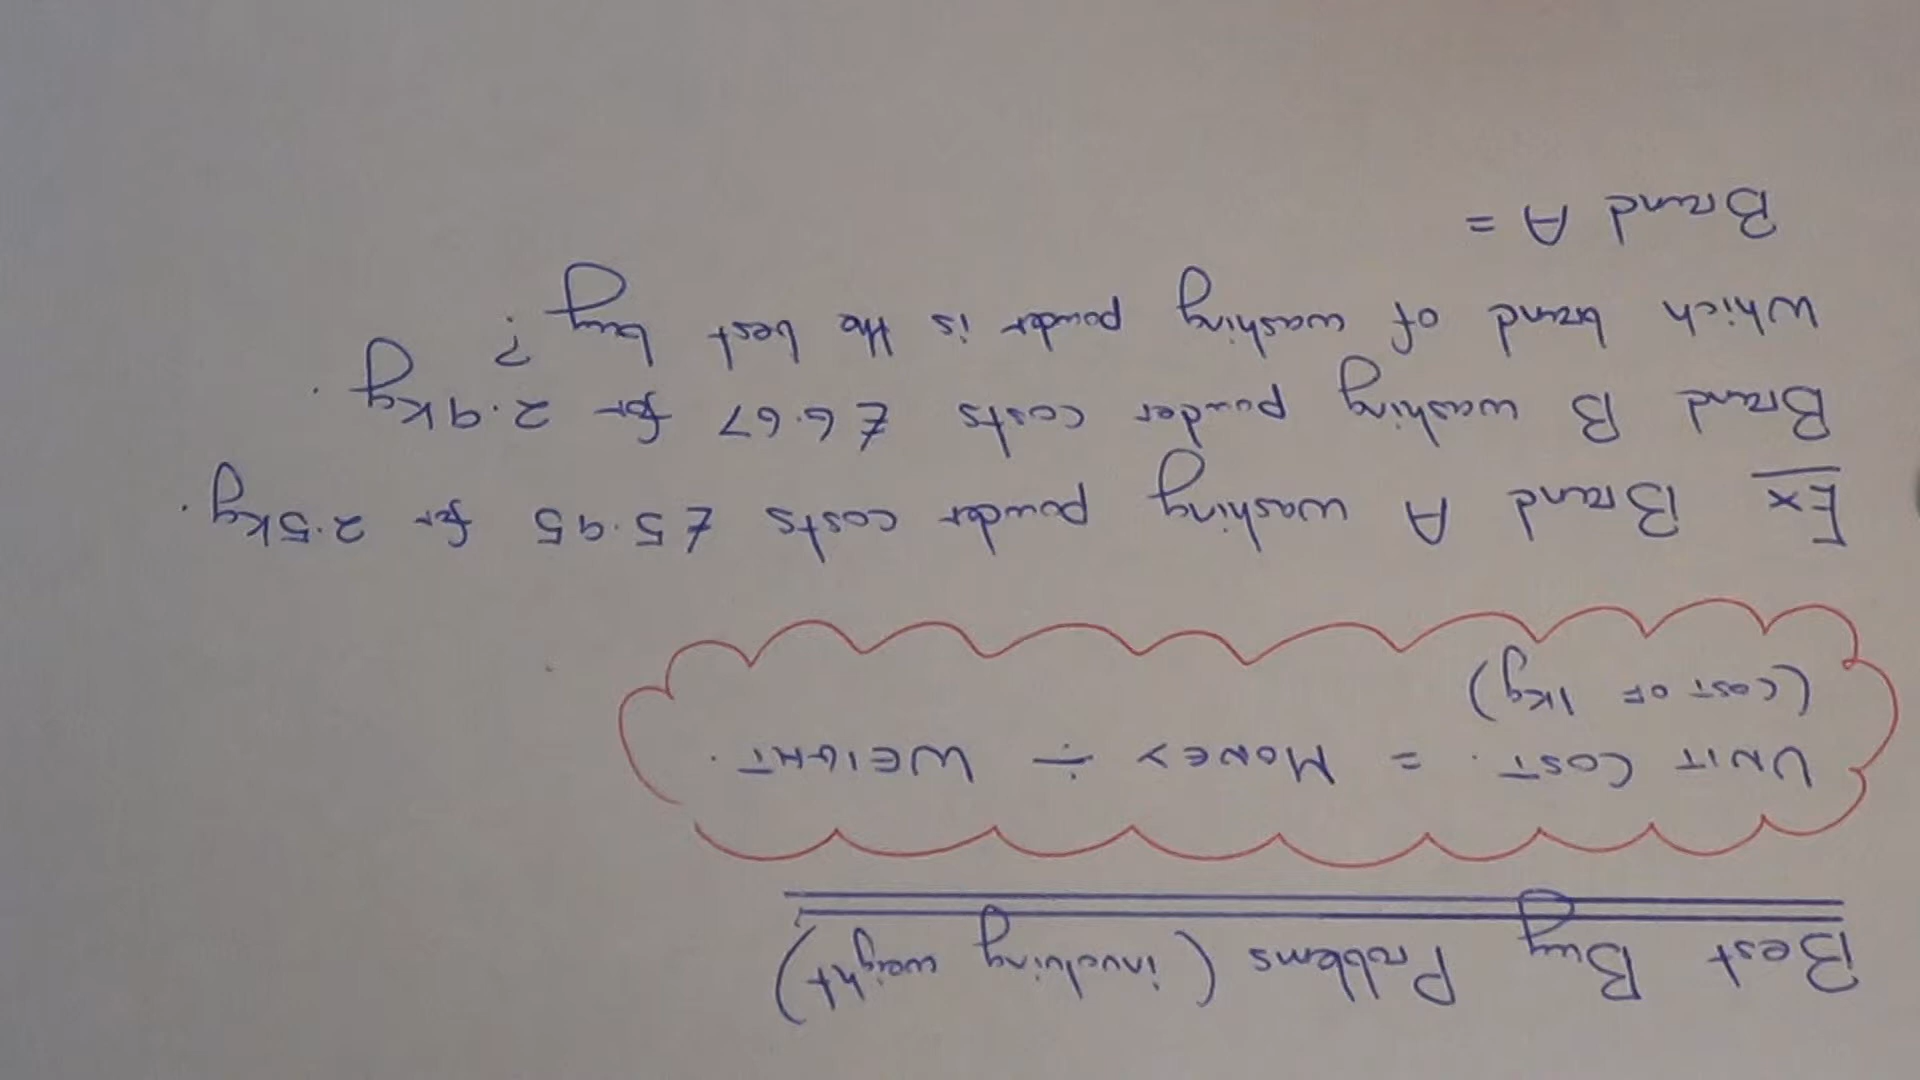 Best Buy Problems (involving weight)
UNIT COST. = MONEY ÷ WEIGHT.
(COST OF 1kg)
Ex Brand A washing powder costs £5.95 for 2.5kg.
Brand B washing powder costs £6.67 for 2.9kg.
Which brand of washing powder is the best buy?
Brand A =